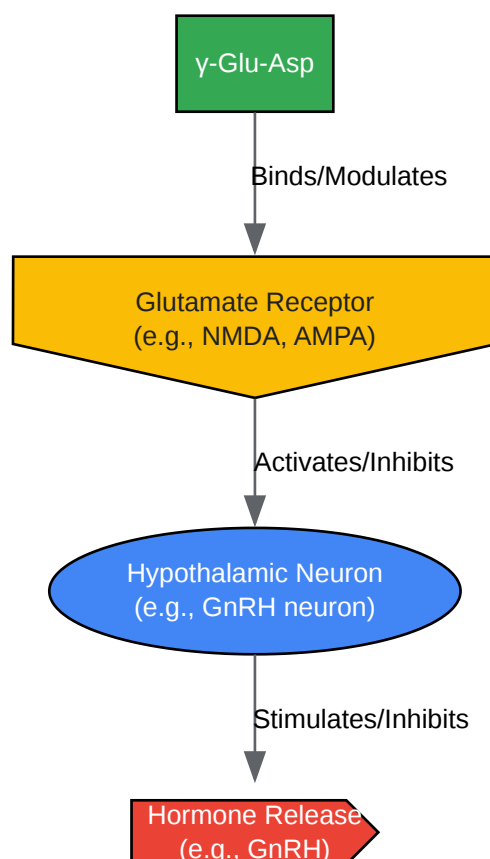 γ-Glu-Asp
Binds/Modulates
Glutamate Receptor
(e.g., NMDA, AMPA)
Activates/Inhibits
Hypothalamic Neuron
(e.g., GnRH neuron)
Stimulates/Inhibits
Hormone Release
(e.g., GnRH)